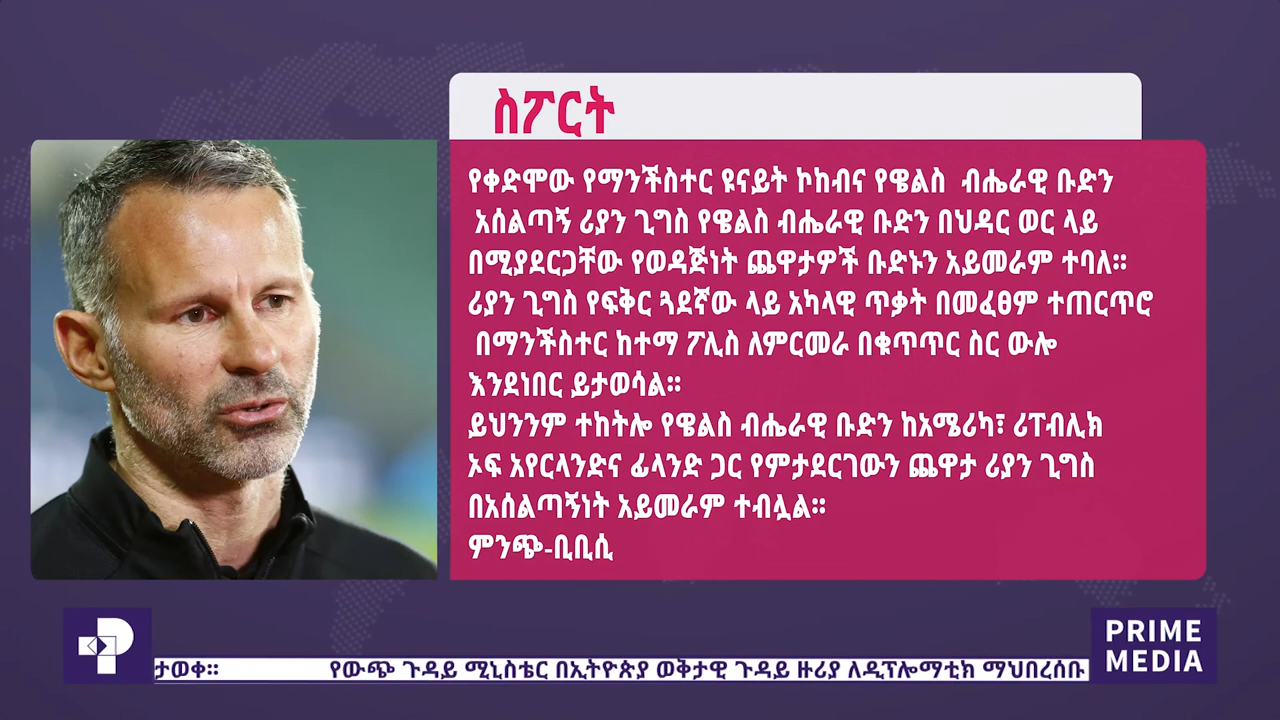 ስፖርት
የቀድሞው የማንችስተር ዩናይት ኮከብና የዌልስ ብሔራዊ ቡድን
አሰልጣኝ ሪያን ጊግስ የዌልስ ብሔራዊ ቡድን በህዳር ወር ላይ
በሚያደርጋቸው የወዳጅነት ጨዋታዎች ቡድኑን አይመራም ተባለ።
ሪያን ጊግስ የፍቅር ጓደኛው ላይ አካላዊ ጥቃት በመፈፀም ተጠርጥሮ
በማንችስተር ከተማ ፖሊስ ለምርመራ በቁጥጥር ስር ውሎ
እንደነበር ይታወሳል።
ይህንንም ተከትሎ የዌልስ ብሔራዊ ቡድን ከአሜሪካ፣ ሪፐብሊክ
ኦፍ አየርላንድና ፊላንድ ጋር የምታደርገውን ጨዋታ ሪያን ጊግስ
በአሰልጣኝነት አይመራም ተብሏል።
ምንጭ-ቢቢሲ
PRIME
MEDIA
ታወቀ። የውጭ ጉዳይ ሚኒስቴር በኢትዮጵያ ወቅታዊ ጉዳይ ዙሪያ ለዲፕሎማቲክ ማህበረሰቡ